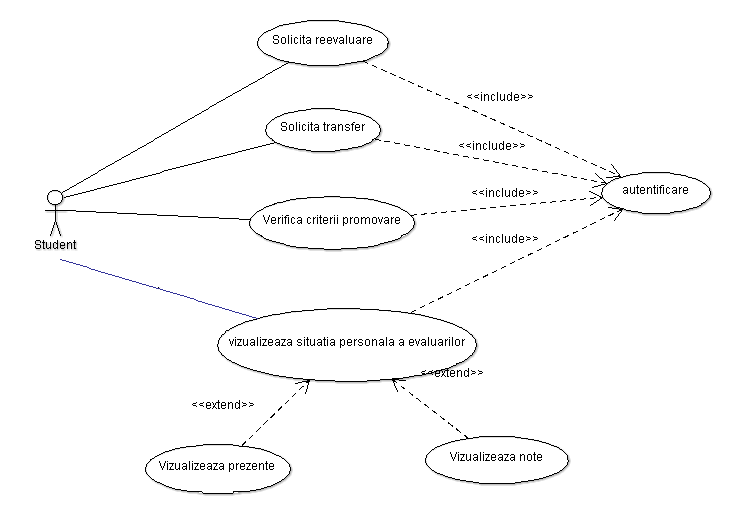 Solicita reevaluare
<<include>>
Solicita transfer
<<include>>
autentificare
<<include>>
Verifica criterii promovare
Student
<<include>>
vizualizeaza situatia personala a evaluarilor
<<extend>>
<<extend>>
Vizualizeaza prezente
Vizualizeaza note